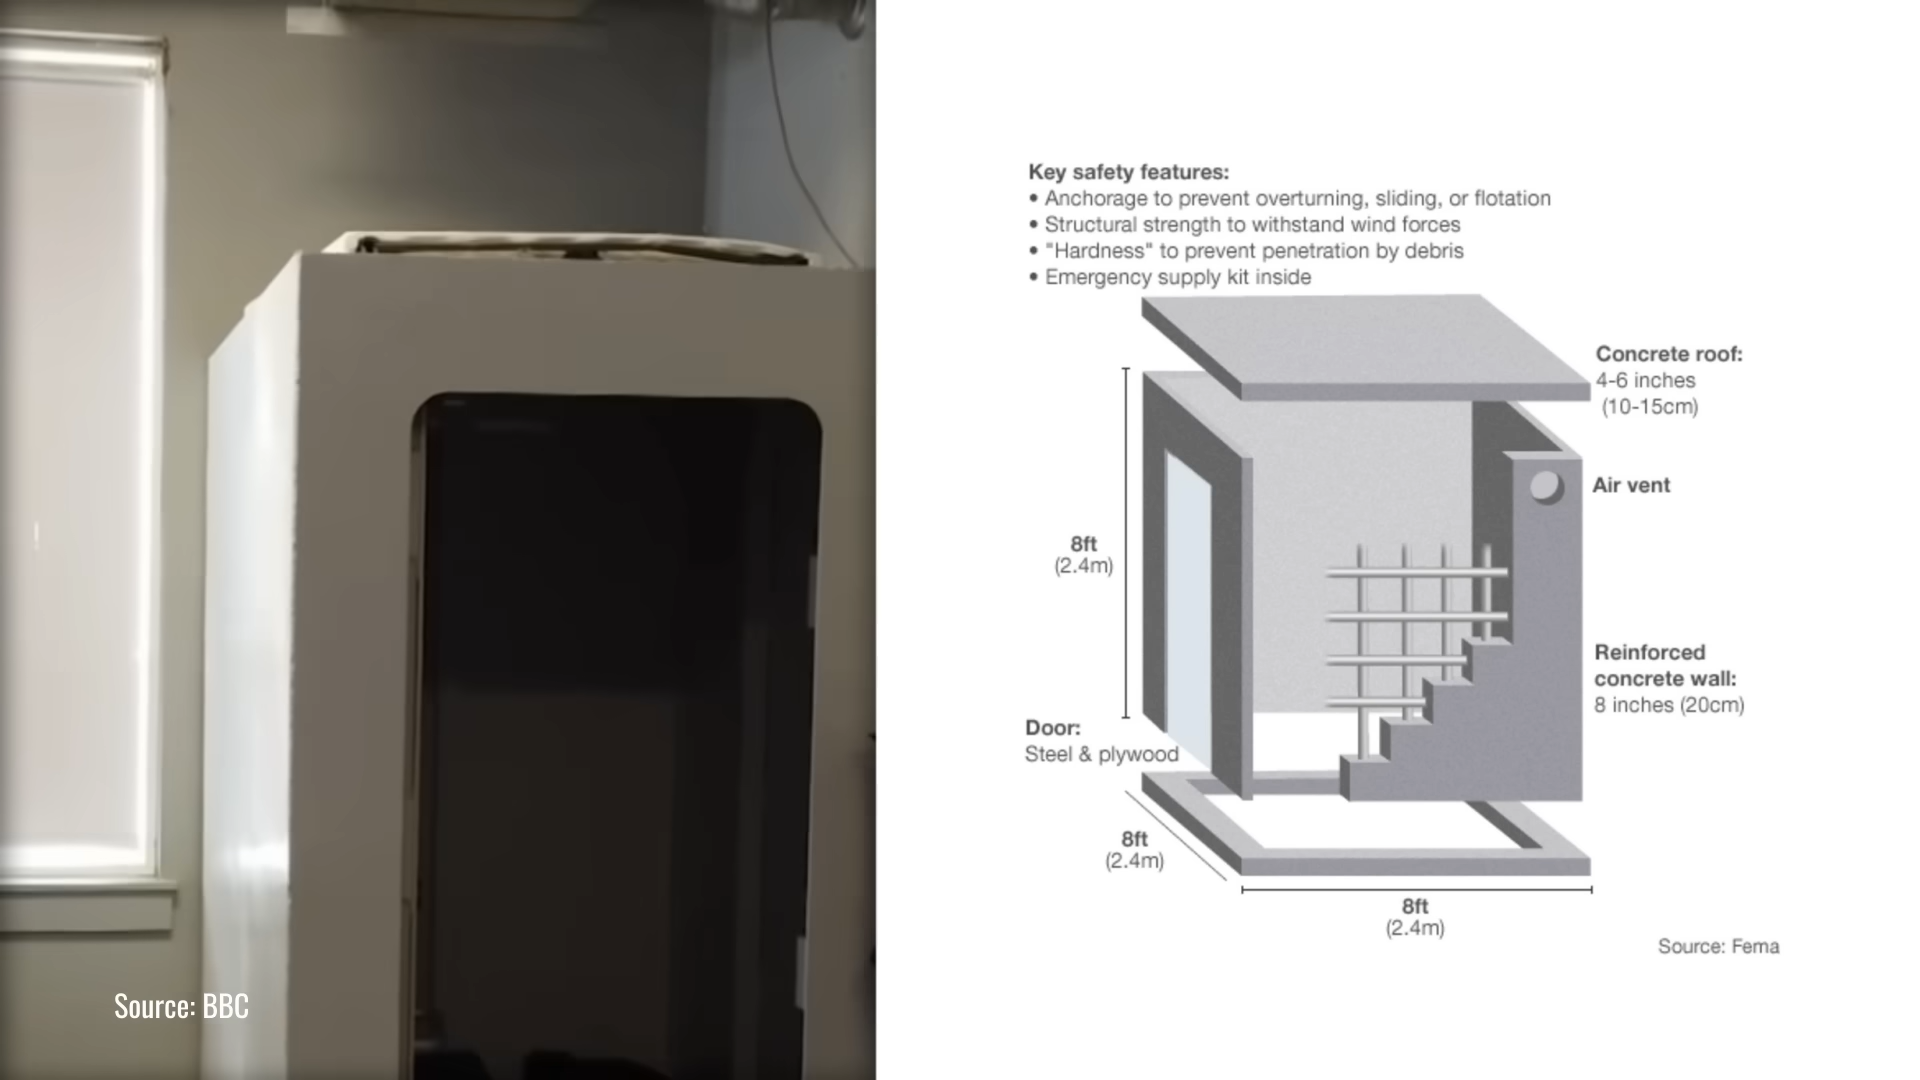 Source: BBC
Key safety features:
• Anchorage to prevent overturning, sliding, or flotation
• Structural strength to withstand wind forces
• "Hardness" to prevent penetration by debris
• Emergency supply kit inside
Concrete roof:
4-6 inches
(10-15cm)
Air vent
8ft
(2.4m)
Reinforced
concrete wall:
8 inches (20cm)
Door:
Steel & plywood
8ft
(2.4m)
8ft
(2.4m)
Source: Fema